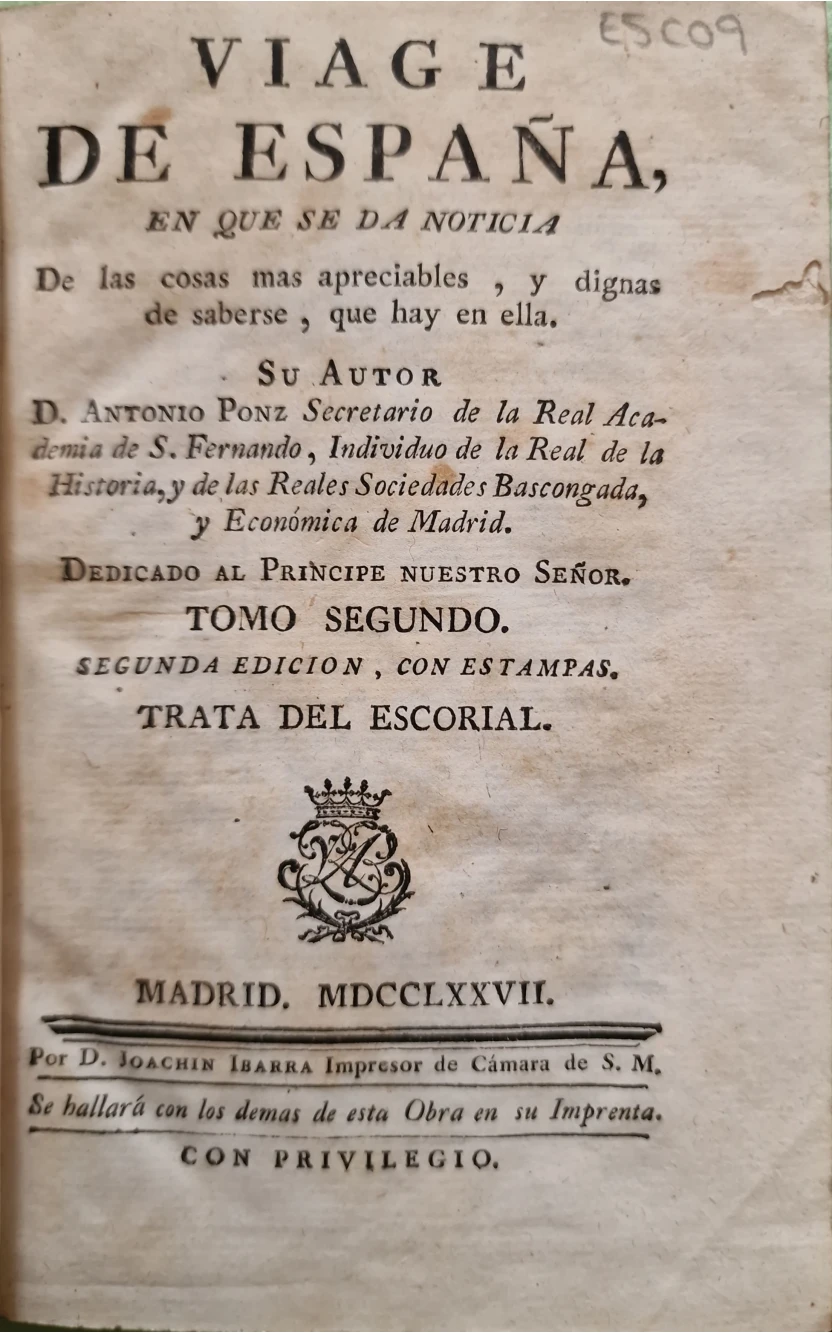 ESC09
VIAGE
DE ESPAÑA,
EN QUE SE DA NOTICIA
De las cosas mas apreciables , y dignas
de saberse , que hay en ella.
SU AUTOR
D. ANTONIO PONZ Secretario de la Real Aca-
demia de S. Fernando, Individuo de la Real de la
Historia, y de las Reales Sociedades Bascongada,
y Económica de Madrid.
DEDICADO AL PRINCIPE NUESTRO SEÑOR.
TOMO SEGUNDO.
SEGUNDA EDICION , CON ESTAMPAS.
TRATA DEL ESCORIAL.
MADRID. MDCCLXXVII.
Por D. JOACHIN IBARRA Impresor de Cámara de S. M.
Se hallará con los demas de esta Obra en su Imprenta.
CON PRIVILEGIO.